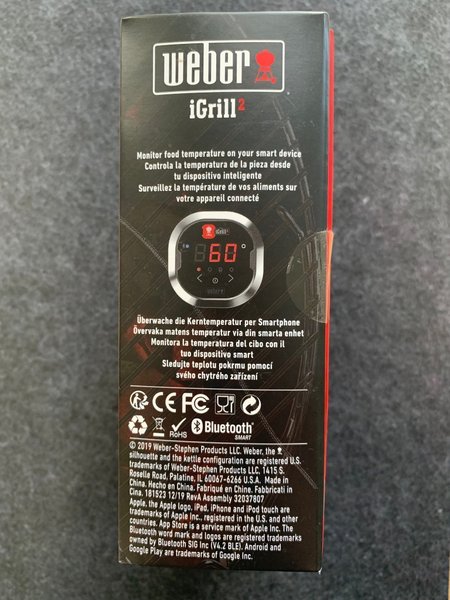 weber
iGrill2
Monitor food temperature on your smart device
Controla la temperatura de la pieza desde
tu dispositivo inteligente
Surveillez la température de vos aliments sur
votre appareil connecté
iGrill2
60
weber
Überwache die Kerntemperatur per Smartphone
Övervaka matens temperatur via din smarta enhet
Monitora la temperatura del cibo con il
tuo dispositivo smart
Sledujte teplotu pokrmu pomocí
svého chytrého zařízení
CE FC
RoHS Bluetooth®
SMART
© 2019 Weber-Stephen Products LLC. Weber, the
silhouette and the kettle configuration are registered U.S.
trademarks of Weber-Stephen Products LLC, 1415 S.
Roselle Road, Palatine, IL 60067-6266 U.S.A. Made in
China. Hecho en China. Fabriqué en Chine. Fabbricati in
Cina. 181523 12/19 RevA Assembly 32037807
Apple, the Apple logo, iPad, iPhone and iPod touch are
trademarks of Apple Inc., registered in the U.S. and other
countries. App Store is a service mark of Apple Inc. The
Bluetooth word mark and logos are registered trademarks
owned by Bluetooth SIG Inc (V4.2 BLE). Android and
Google Play are trademarks of Google Inc.